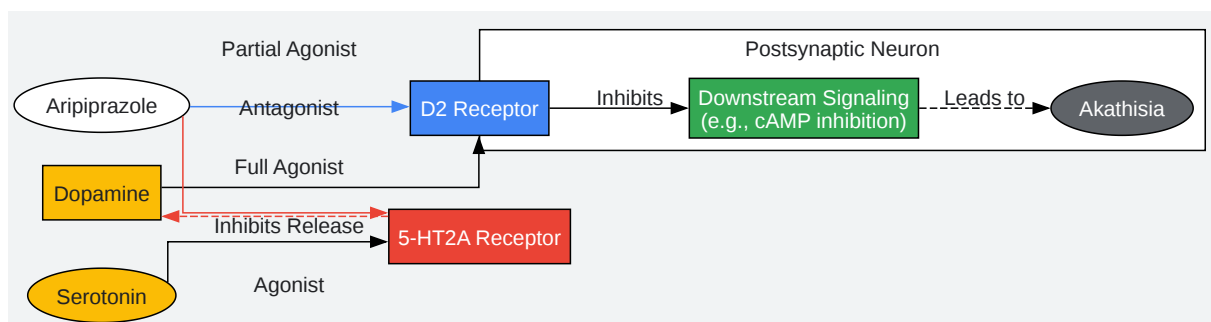 Partial Agonist
Postsynaptic Neuron
Aripiprazole
Antagonist
D2 Receptor
Inhibits
Downstream Signaling
(e.g., cAMP inhibition)
Leads to
Akathisia
Full Agonist
Dopamine
Inhibits Release
5-HT2A Receptor
Agonist
Serotonin